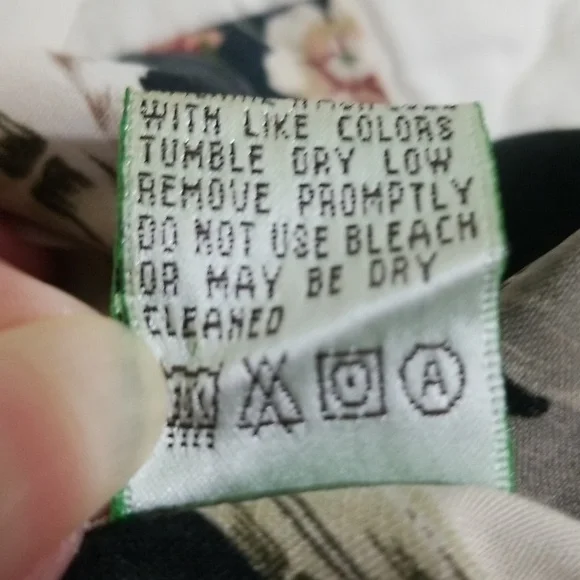 WITH LIKE COLORS
TUMBLE DRY LOW
REMOVE PROMPTLY
DO NOT USE BLEACH
OR MAY BE DRY
CLEANED
A